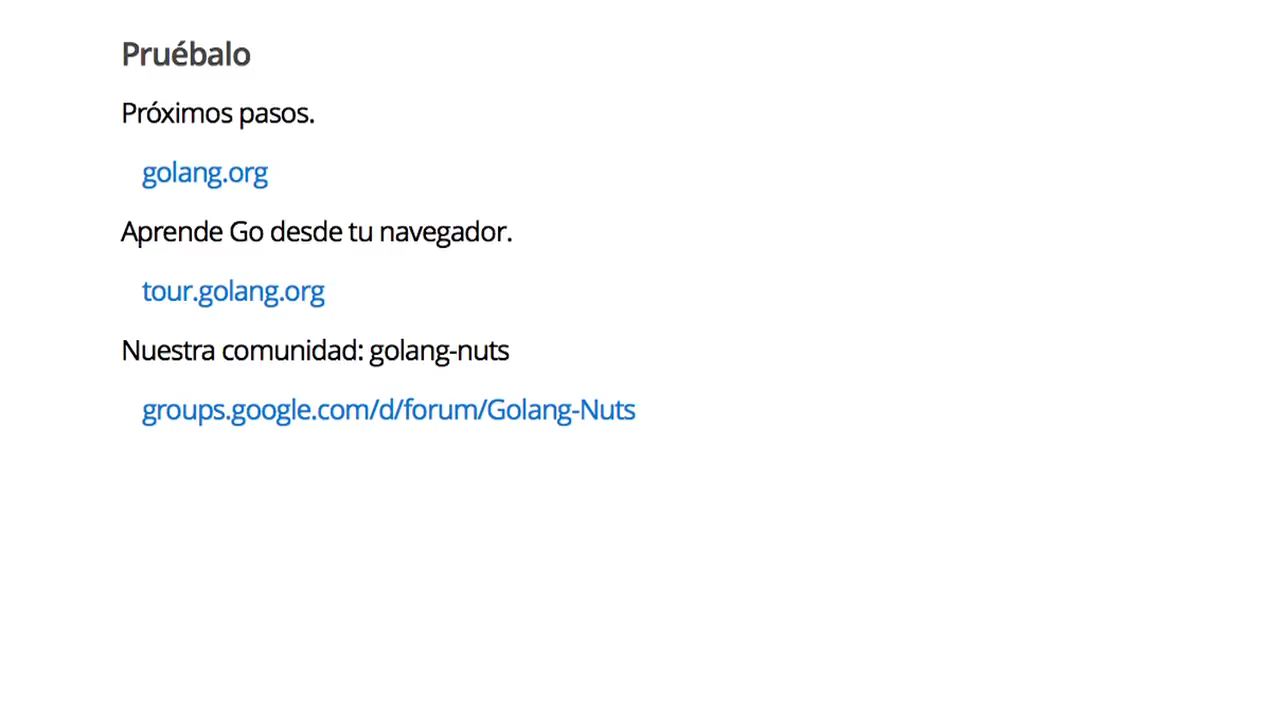 Pruébalo
Próximos pasos.
golang.org
Aprende Go desde tu navegador.
tour.golang.org
Nuestra comunidad: golang-nuts
groups.google.com/d/forum/Golang-Nuts